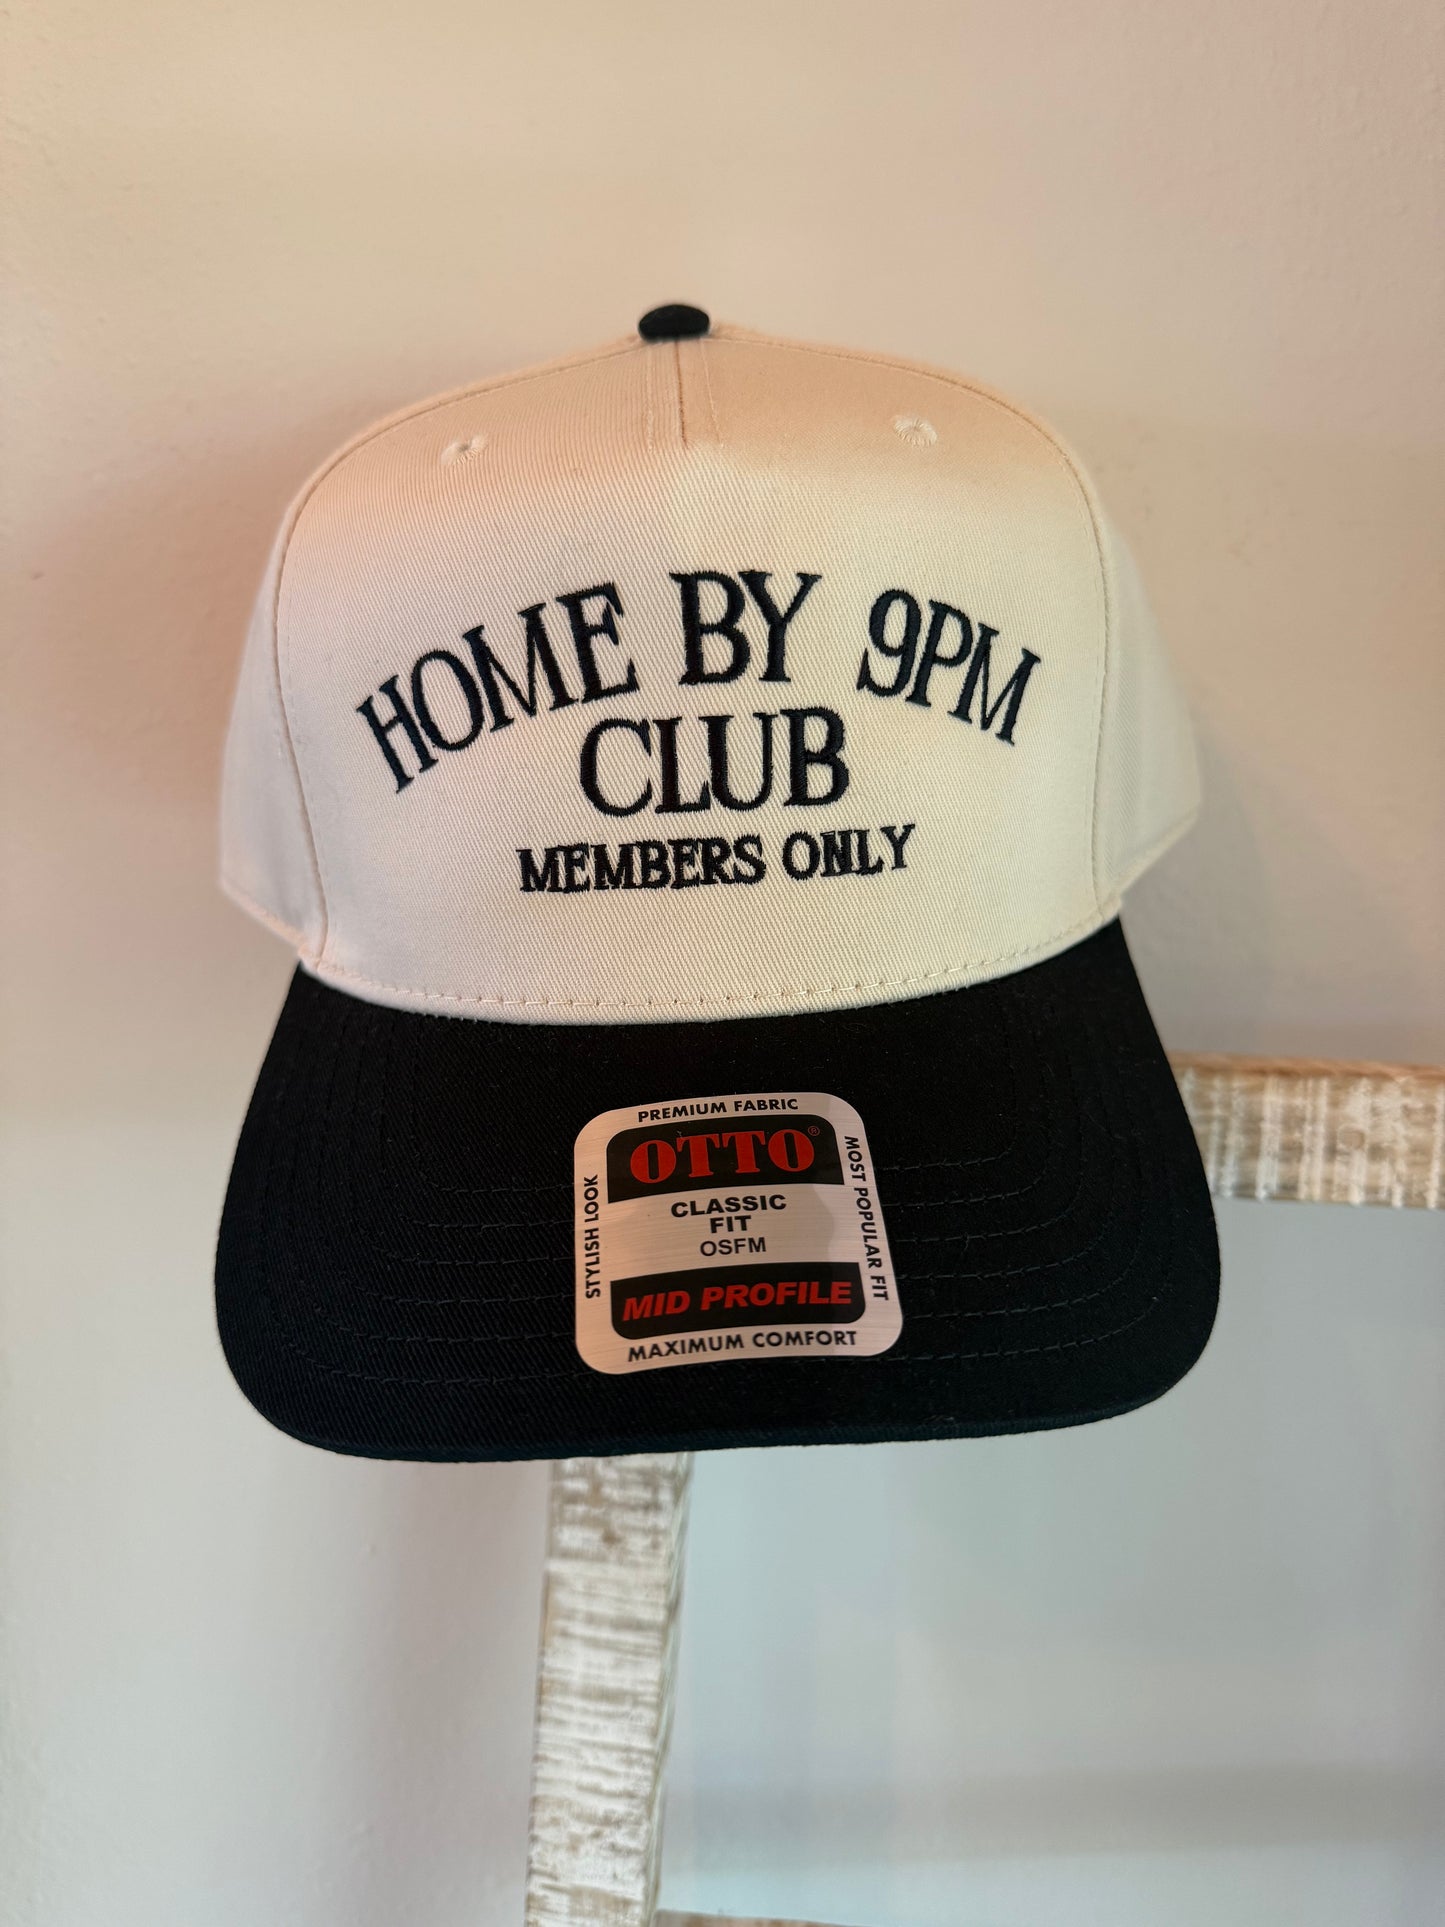 HOME BY 9PM
CLUB
MEMBERS ONLY
PREMIUM FABRIC
OTTO®
STYLISH LOOK
CLASSIC
FIT
OSFM
MOST POPULAR FIT
MID PROFILE
MAXIMUM COMFORT